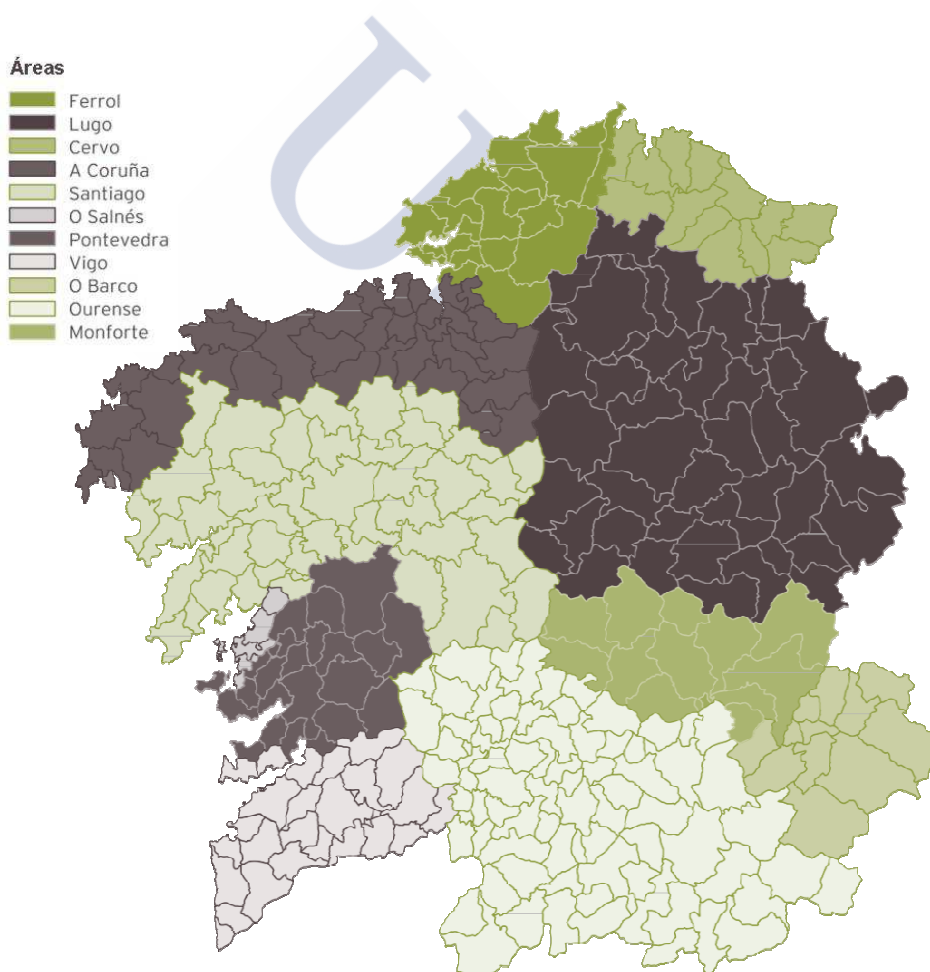 Áreas
Ferrol
Lugo
Cervo
A Coruña
Santiago
O Salnés
Pontevedra
Vigo
O Barco
Ourense
Monforte
U